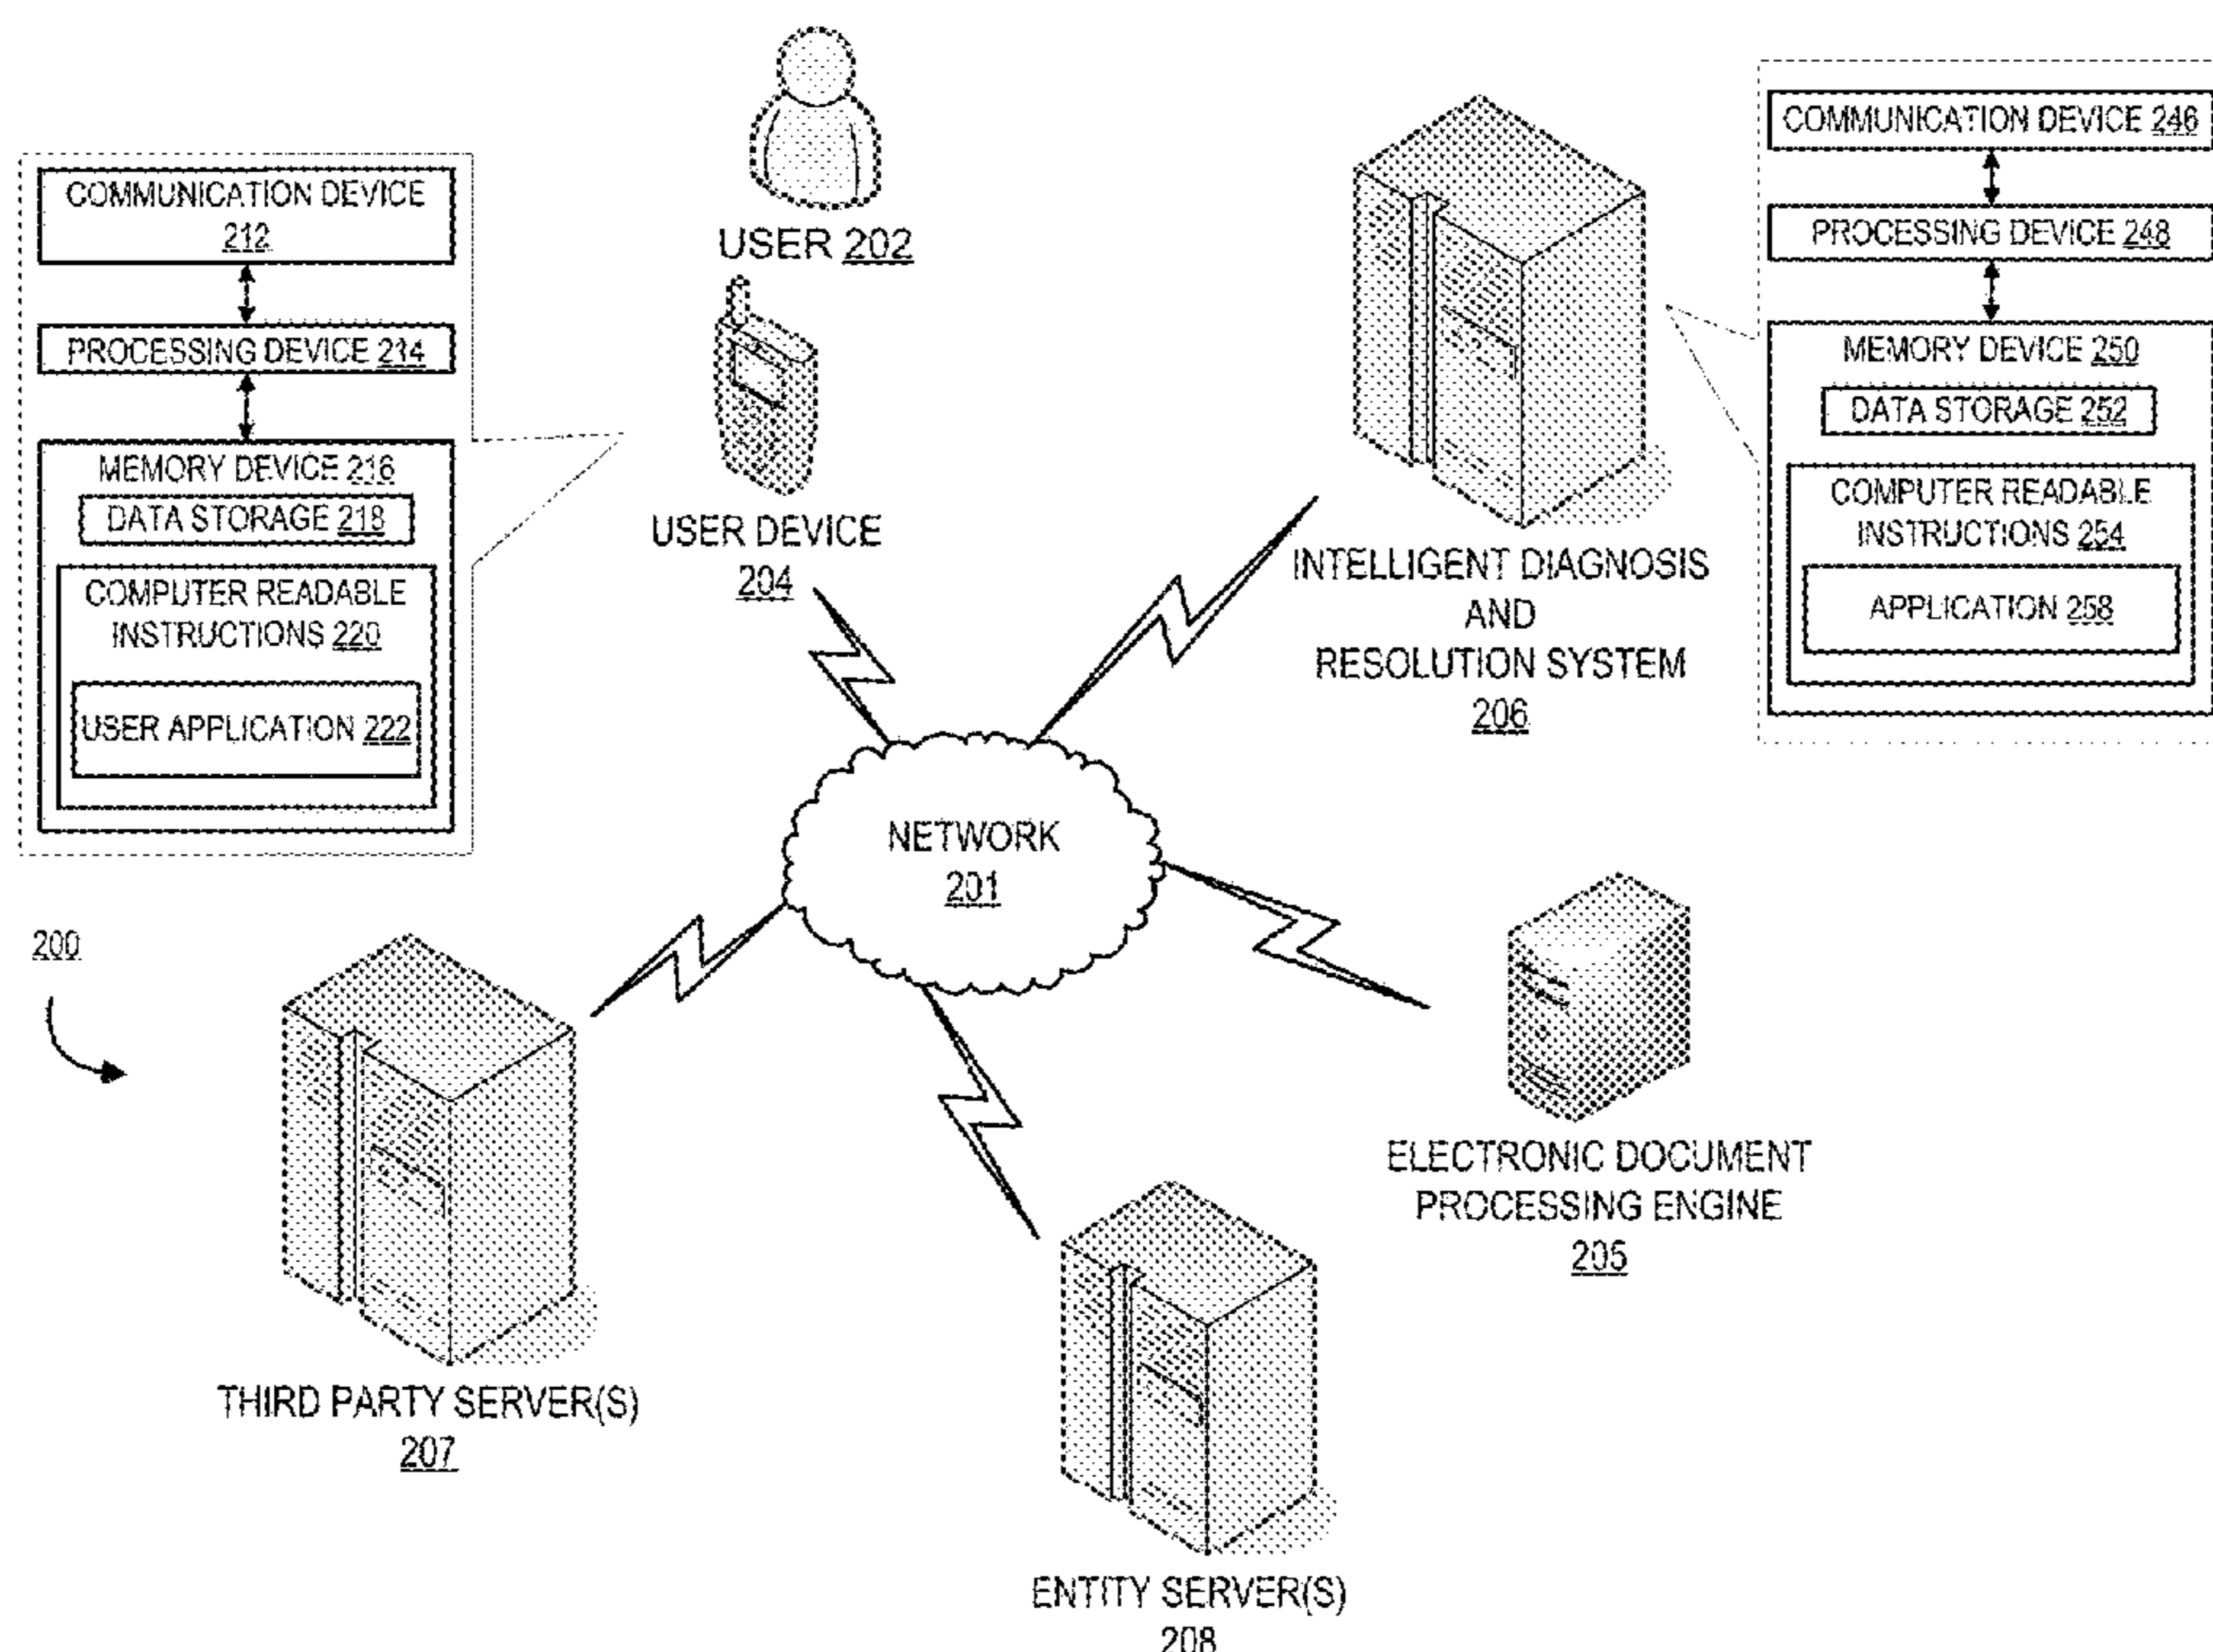 USER 202
COMMUNICATION DEVICE
212
PROCESSING DEVICE 214
MEMORY DEVICE 216
DATA STORAGE 218
COMPUTER READABLE
INSTRUCTIONS 220
USER APPLICATION 222
USER DEVICE
204
COMMUNICATION DEVICE 246
PROCESSING DEVICE 248
MEMORY DEVICE 250
DATA STORAGE 252
COMPUTER READABLE
INSTRUCTIONS 254
APPLICATION 258
INTELLIGENT DIAGNOSIS
AND
RESOLUTION SYSTEM
206
NETWORK
201
200
THIRD PARTY SERVER(S)
207
ELECTRONIC DOCUMENT
PROCESSING ENGINE
205
ENTITY SERVER(S)
208